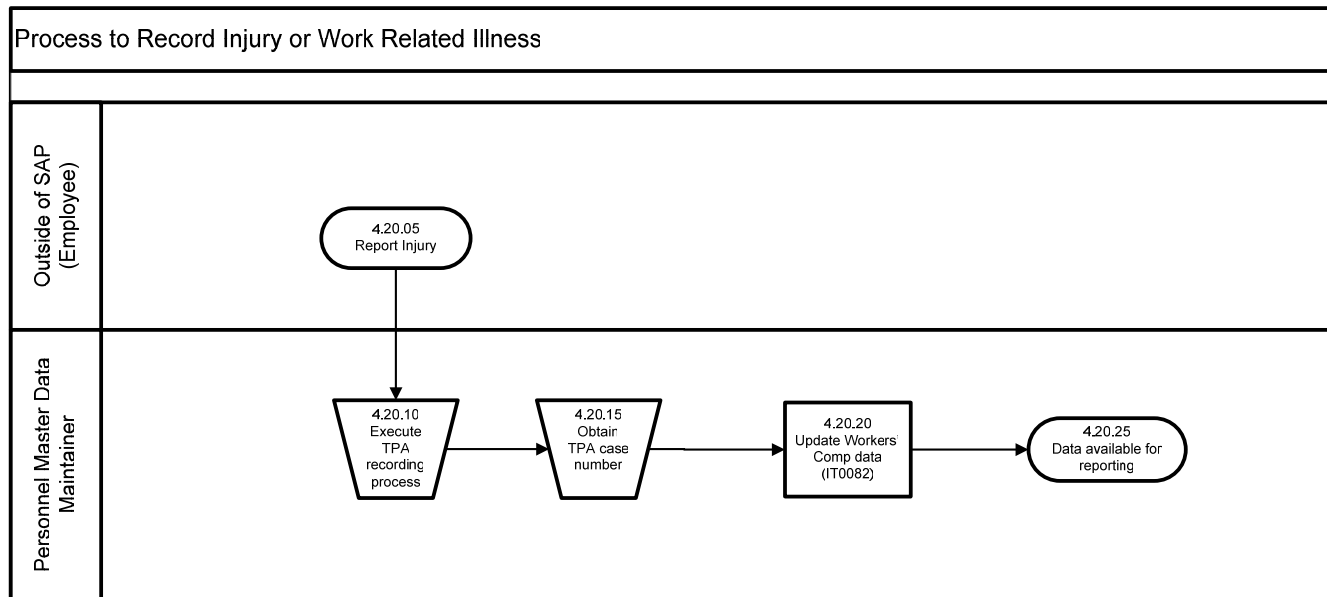 Process to Record Injury or Work Related Illness
Outside of SAP
(Employee)
4.20.05
Report Injury
Personnel Master Data
Maintainer
4.20.10
Execute
TPA
recording
process
4.20.15
Obtain
TPA case
number
4.20.20
Update Workers'
Comp data
(IT0082)
4.20.25
Data available for
reporting